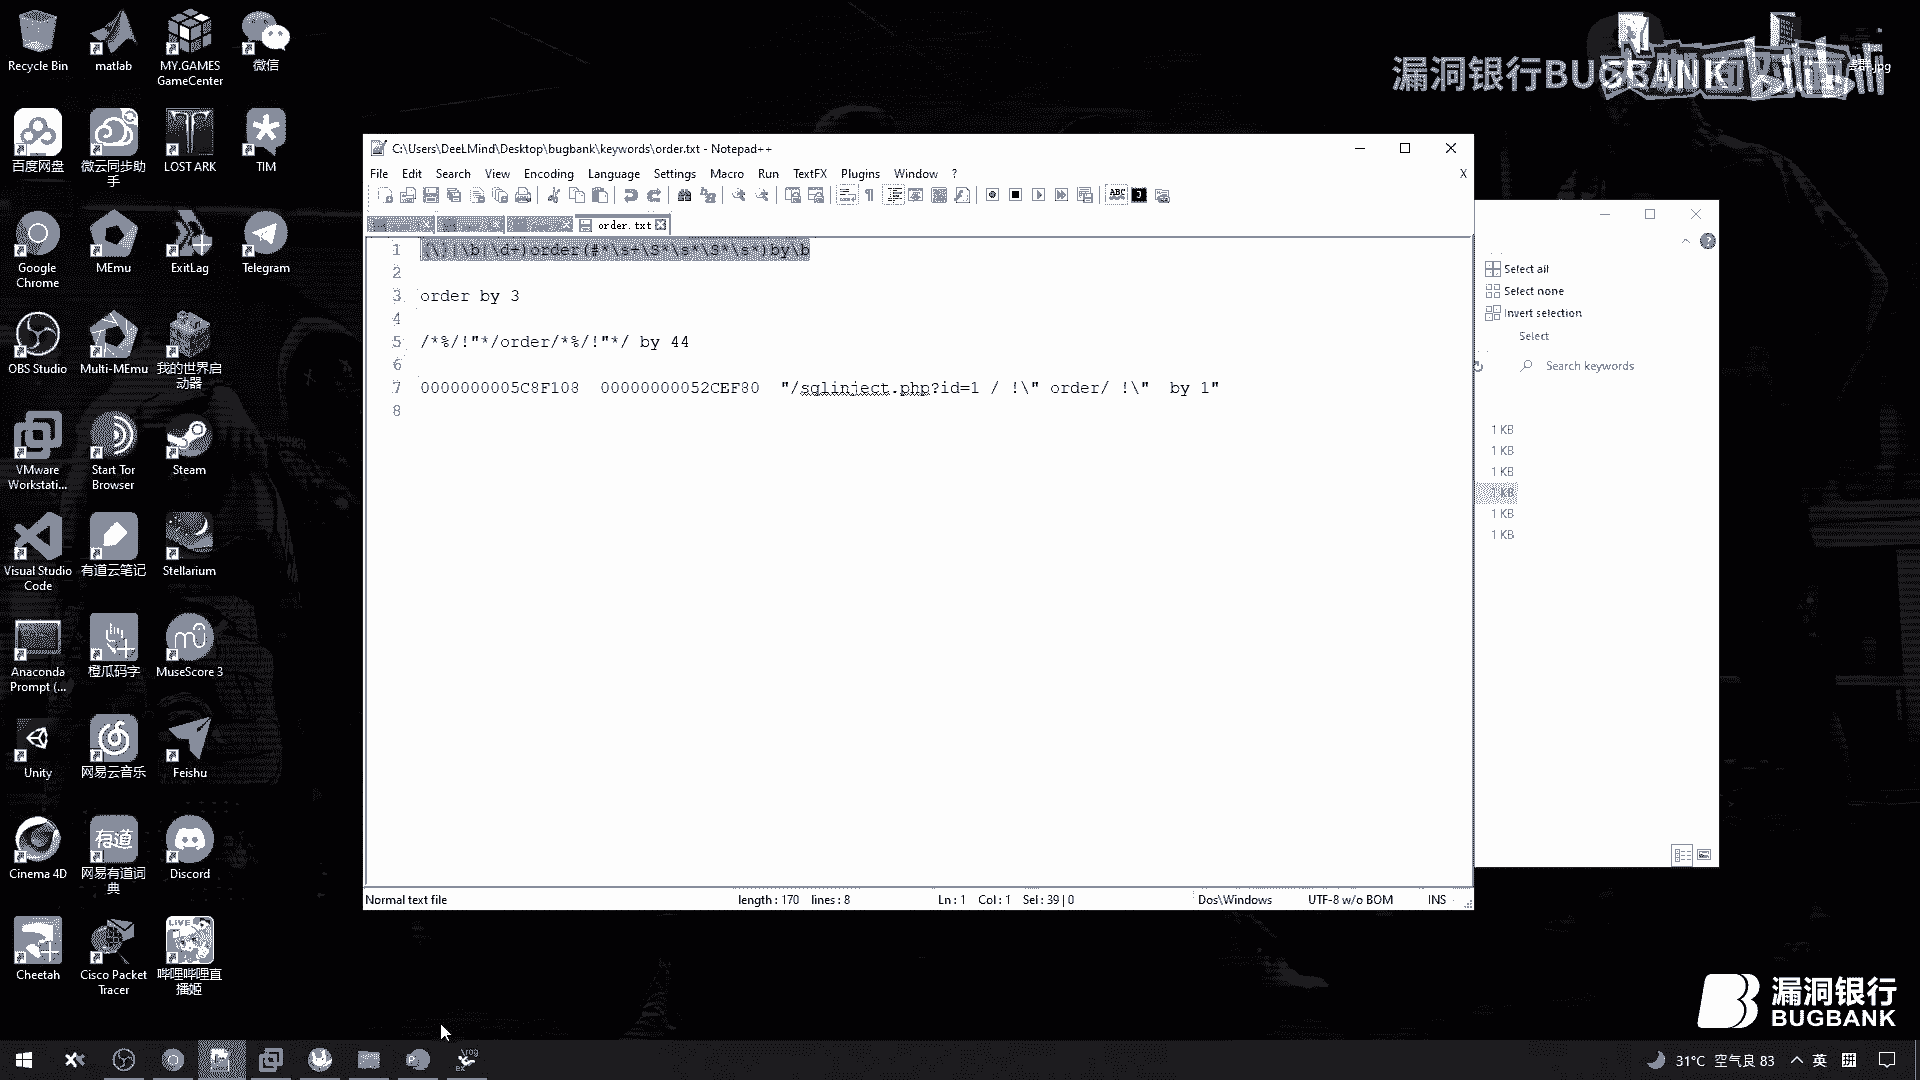 Recycle Bin
matlab
MY.GAMES
GameCenter
微信
百度网盘
微云同步助
手
LOST ARK
TIM
Google
Chrome
MEmu
ExitLag
Telegram
OBS Studio
Multi-MEmu
我的世界启
动器
VMware
Workstati...
Start Tor
Browser
Steam
Visual Studio
Code
有道云笔记
Stellarium
Anaconda
Prompt (...
橙瓜码字
MuseScore 3
Unity
网易云音乐
Feishu
Cinema 4D
有道
网易有道词
典
Discord
Cheetah
Cisco Packet
Tracer
LIVE
哔哩哔哩直
播姬
漏洞银行BUGBANK
bilibili
.jpg
C:\Users\DeeLMind\Desktop\bugbank\keywords\order.txt - Notepad++
File Edit Search View Encoding Language Settings Macro Run TextFX Plugins Window ? X
order.txt
1
2
3 order by 3
4
5 /*%/!"*/order/*%/!"*/ by 44
6
7 0000000005C8F108 00000000052CEF80 "/sqlinject.php?id=1 / !\" order/ !\" by 1"
8
Normal text file length : 170 lines : 8 Ln : 1 Col : 1 Sel : 39 | 0 Dos\Windows UTF-8 w/o BOM INS
Select all
Select none
Invert selection
Select
Search keywords
1 KB
1 KB
1 KB
1 KB
1 KB
1 KB
漏洞银行
BUGBANK
31°C 空气良 83 英